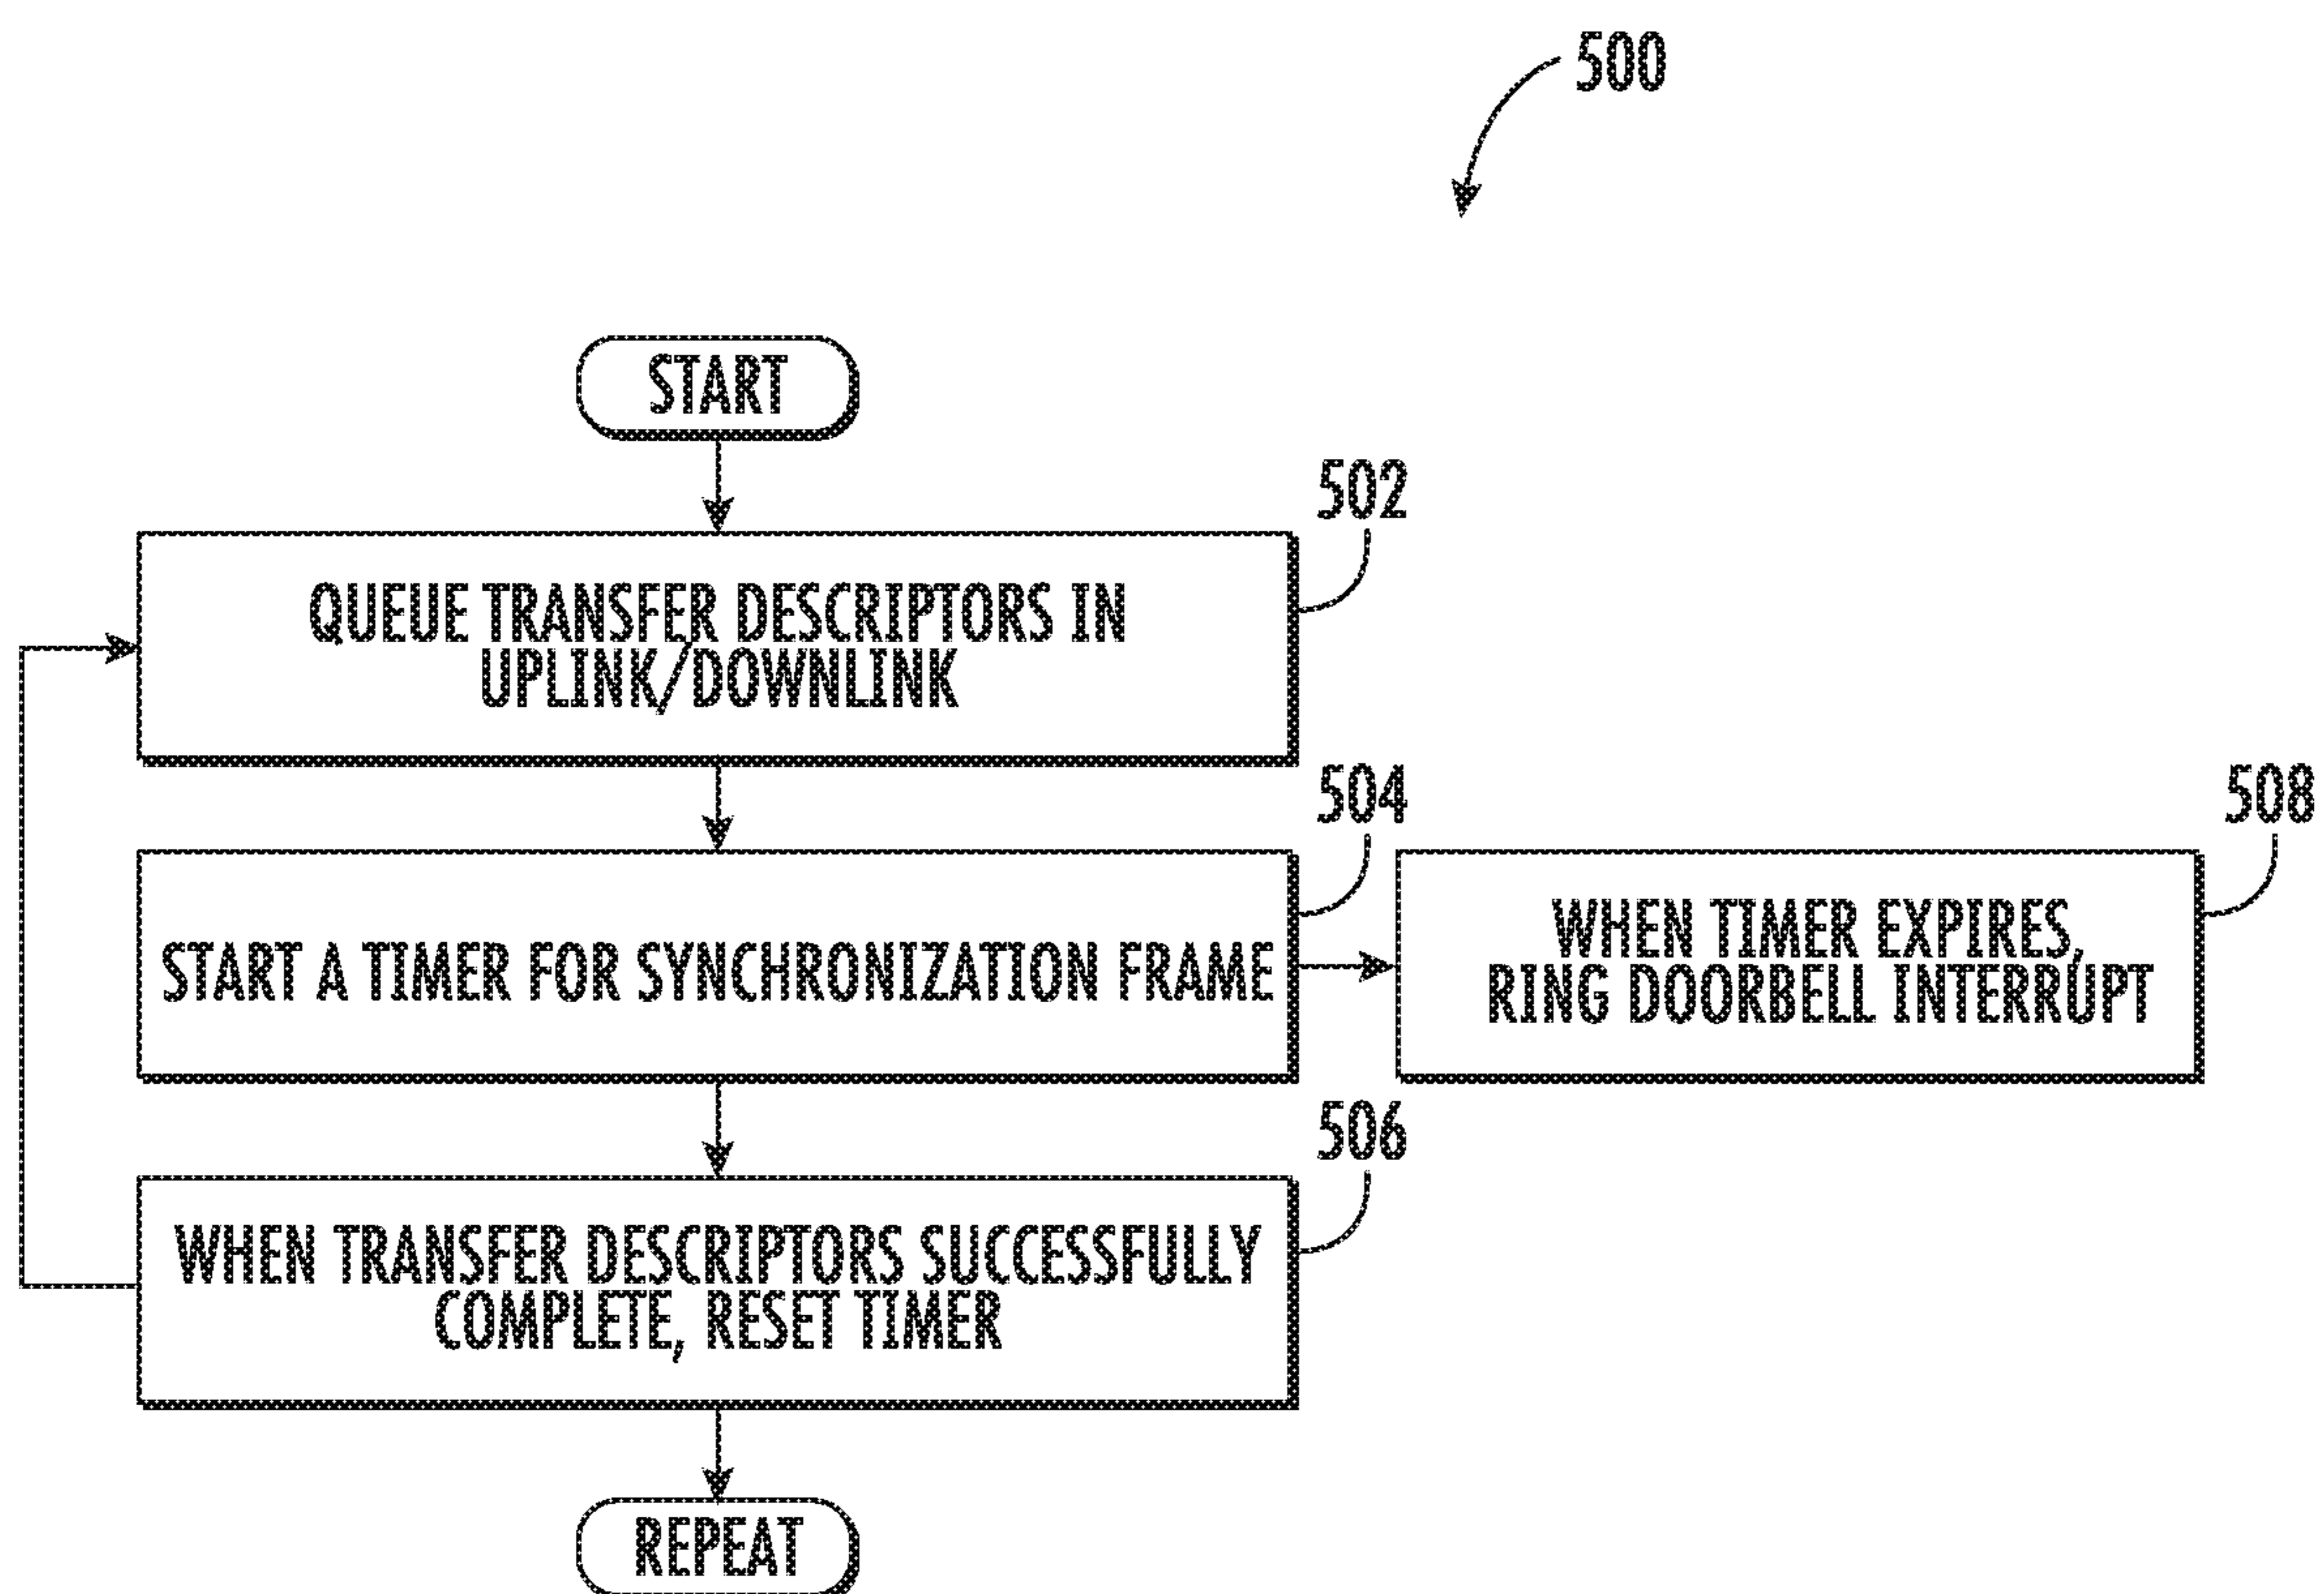 500
START
502
QUEUE TRANSFER DESCRIPTORS IN
UPLINK/DOWNLINK
504
508
START A TIMER FOR SYNCHRONIZATION FRAME
WHEN TIMER EXPIRES,
RING DOORBELL INTERRUPT
506
WHEN TRANSFER DESCRIPTORS SUCCESSFULLY
COMPLETE, RESET TIMER
REPEAT